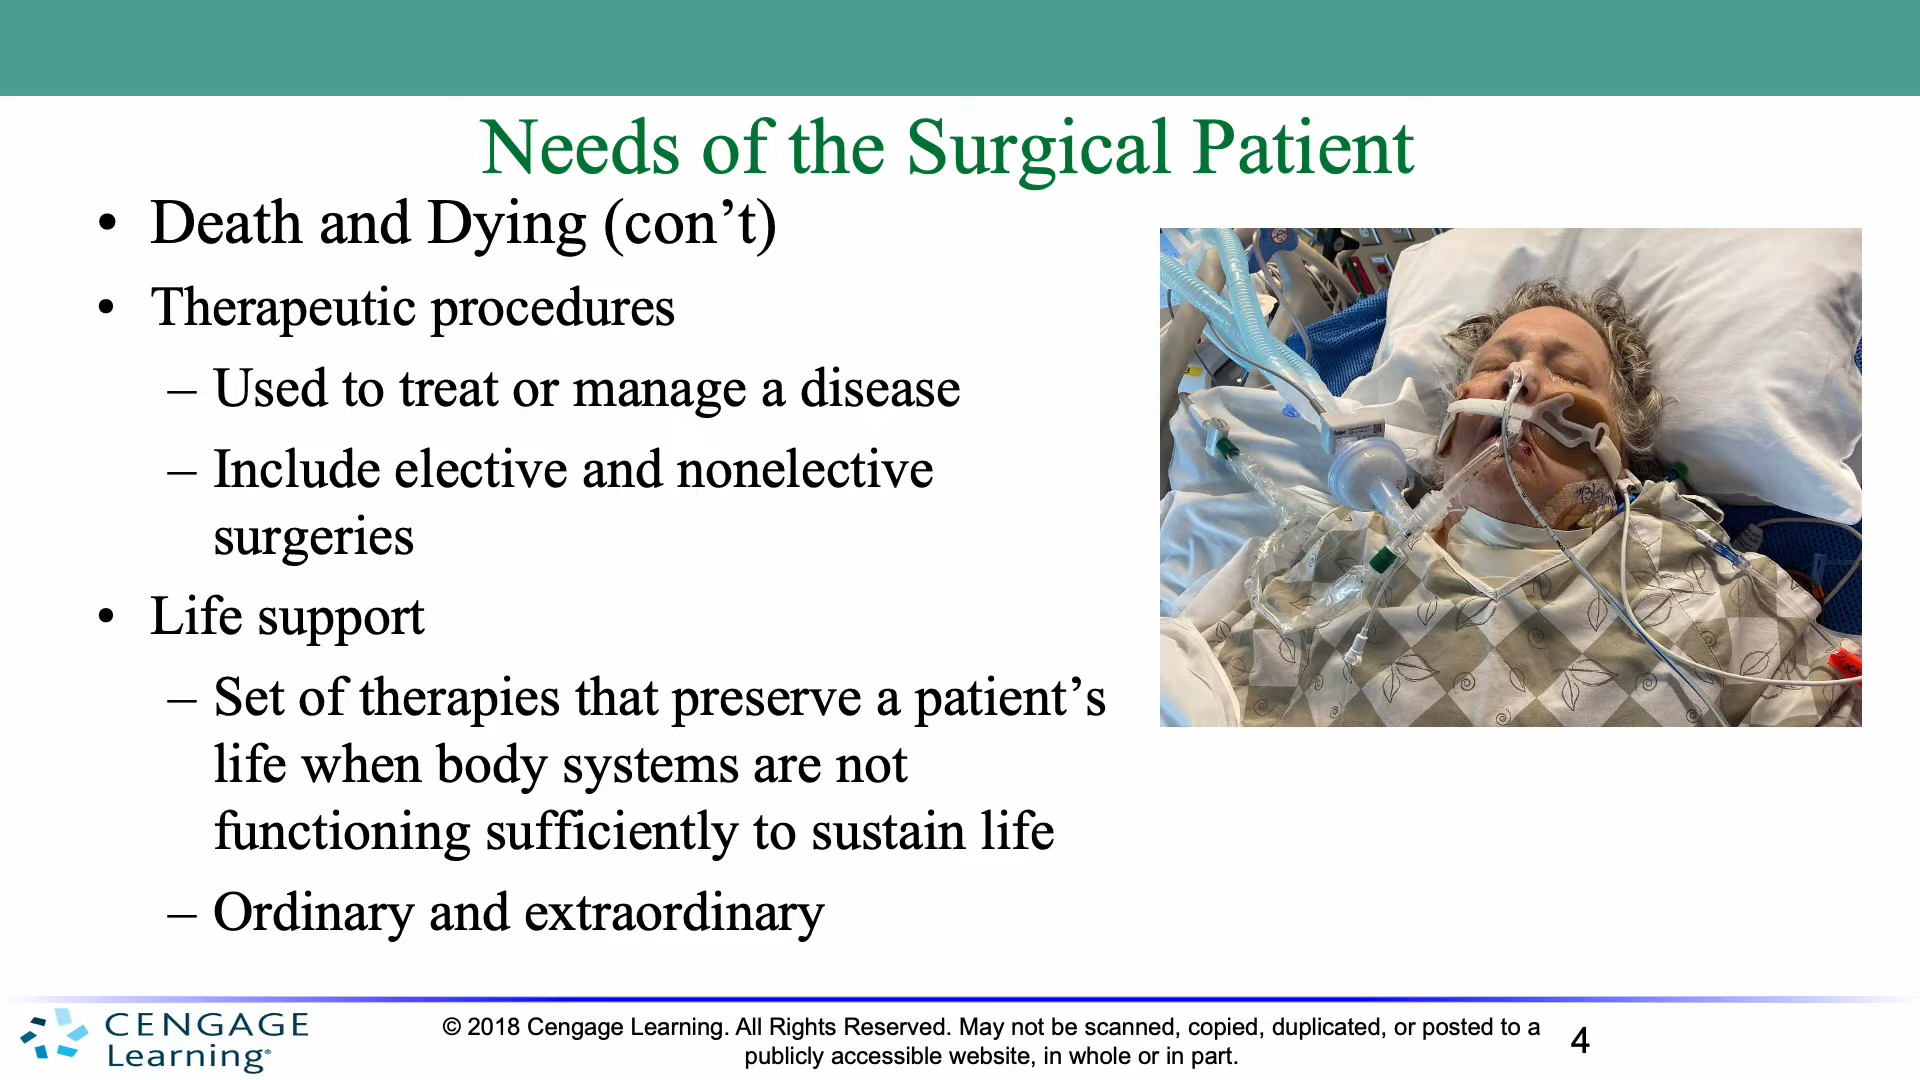 Needs of the Surgical Patient
• Death and Dying (con’t)
• Therapeutic procedures
– Used to treat or manage a disease
– Include elective and nonelective
surgeries
• Life support
– Set of therapies that preserve a patient’s
life when body systems are not
functioning sufficiently to sustain life
– Ordinary and extraordinary
CENGAGE
Learning®
© 2018 Cengage Learning. All Rights Reserved. May not be scanned, copied, duplicated, or posted to a
publicly accessible website, in whole or in part.
4